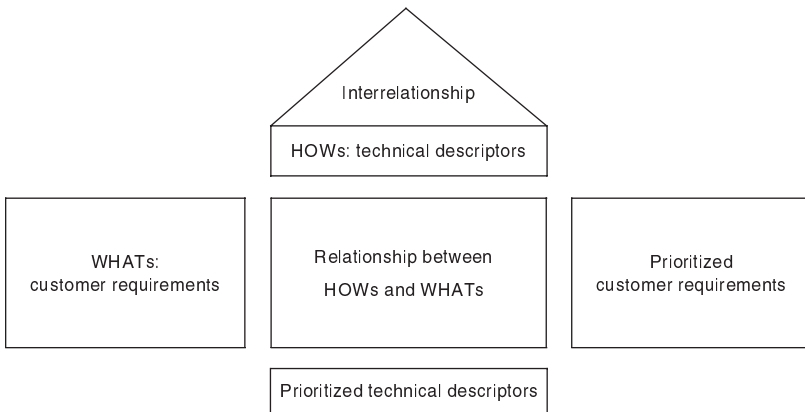 Interrelationship
HOWs: technical descriptors
WHATs:
customer requirements
Relationship between
HOWs and WHATs
Prioritized
customer requirements
Prioritized technical descriptors